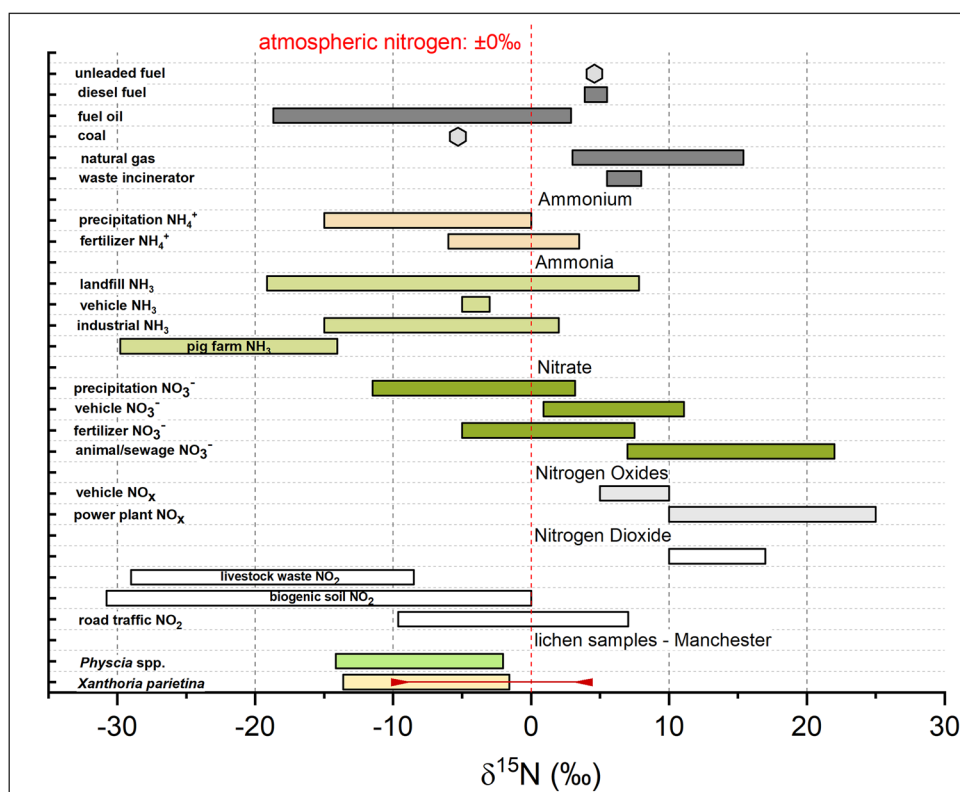 atmospheric nitrogen: ±0‰
unleaded fuel
diesel fuel
fuel oil
coal
natural gas
waste incinerator
Ammonium
precipitation NH₄⁺
fertilizer NH₄⁺
Ammonia
landfill NH₃
vehicle NH₃
industrial NH₃
pig farm NH₃
Nitrate
precipitation NO₃⁻
vehicle NO₃⁻
fertilizer NO₃⁻
animal/sewage NO₃⁻
Nitrogen Oxides
vehicle NOₓ
power plant NOₓ
Nitrogen Dioxide
livestock waste NO₂
biogenic soil NO₂
road traffic NO₂
lichen samples - Manchester
Physcia spp.
Xanthoria parietina
-30 -20 -10 0 10 20 30
δ¹⁵N (‰)